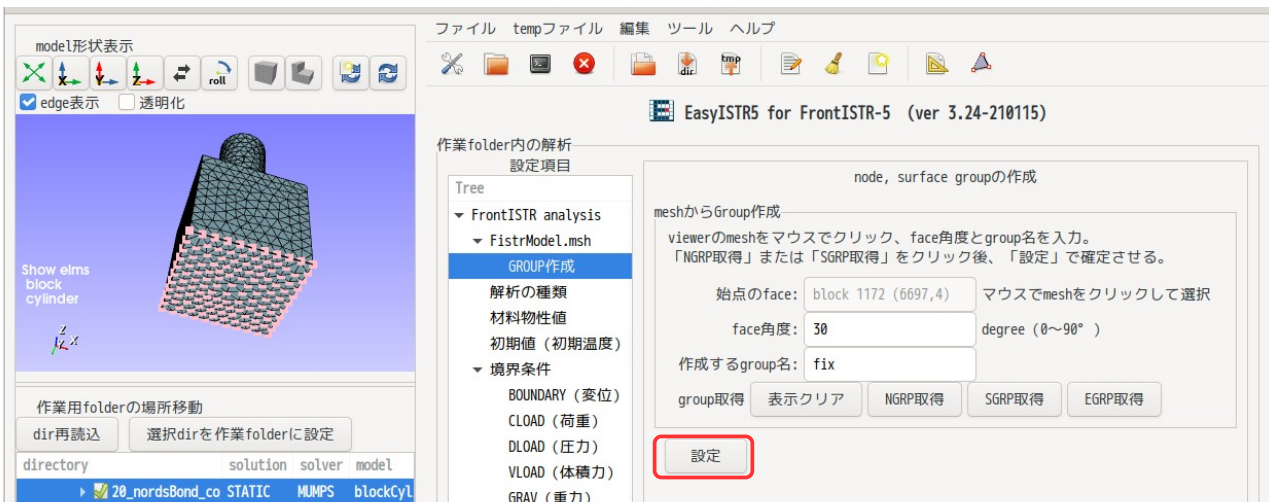 model形状表示
roll
edge表示 透明化
Show elms
block
cylinder
Z
X
作業用folderの場所移動
dir再読込 選択dirを作業folderに設定
directory solution solver model
20_nordsBond_co STATIC MUMPS blockCyl
ファイル tempファイル 編集 ツール ヘルプ
dir tmp
EasyISTR5 for FrontISTR-5 (ver 3.24-210115)
作業folder内の解析
設定項目
Tree
FrontISTR analysis
FistrModel.msh
GROUP作成
解析の種類
材料物性値
初期値（初期温度）
境界条件
BOUNDARY（変位）
CLOAD（荷重）
DLOAD（圧力）
VLOAD（体積力）
GRAV（重力）
node, surface groupの作成
meshからGroup作成
viewerのmeshをマウスでクリック、face角度とgroup名を入力。
「NGRP取得」または「SGRP取得」をクリック後、「設定」で確定させる。
始点のface: block 1172 (6697,4) マウスでmeshをクリックして選択
face角度: 30 degree (0～90° )
作成するgroup名: fix
group取得 表示クリア NGRP取得 SGRP取得 EGRP取得
設定